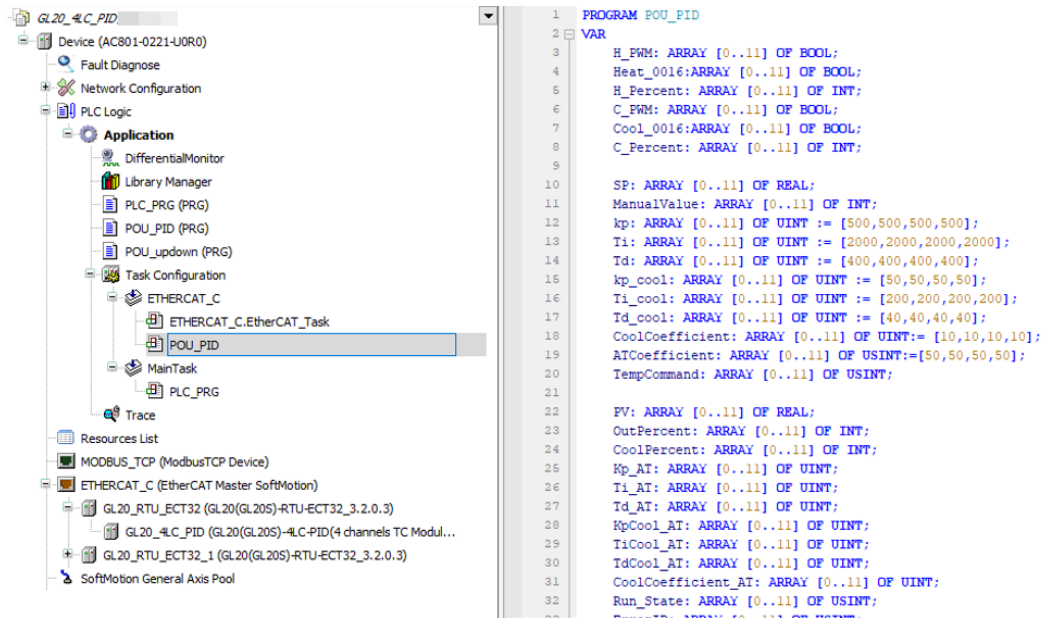 GL20_4LC_PID
Device (AC801-0221-U0R0)
Fault Diagnose
Network Configuration
PLC Logic
Application
DifferentialMonitor
Library Manager
PLC_PRG (PRG)
POU_PID (PRG)
POU_updown (PRG)
Task Configuration
ETHERCAT_C
ETHERCAT_C.EtherCAT_Task
POU_PID
MainTask
PLC_PRG
Trace
Resources List
MODBUS_TCP (ModbusTCP Device)
ETHERCAT_C (EtherCAT Master SoftMotion)
GL20_RTU_ECT32 (GL20(GL20S)-RTU-ECT32_3.2.0.3)
GL20_4LC_PID (GL20(GL20S)-4LC-PID(4 channels TC Modul...
GL20_RTU_ECT32_1 (GL20(GL20S)-RTU-ECT32_3.2.0.3)
SoftMotion General Axis Pool
1 PROGRAM POU_PID
2 VAR
3 H_PWM: ARRAY [0..11] OF BOOL;
4 Heat_0016:ARRAY [0..11] OF BOOL;
5 H_Percent: ARRAY [0..11] OF INT;
6 C_PWM: ARRAY [0..11] OF BOOL;
7 Cool_0016:ARRAY [0..11] OF BOOL;
8 C_Percent: ARRAY [0..11] OF INT;
9
10 SP: ARRAY [0..11] OF REAL;
11 ManualValue: ARRAY [0..11] OF INT;
12 kp: ARRAY [0..11] OF UINT := [500,500,500,500];
13 Ti: ARRAY [0..11] OF UINT := [2000,2000,2000,2000];
14 Td: ARRAY [0..11] OF UINT := [400,400,400,400];
15 kp_cool: ARRAY [0..11] OF UINT := [50,50,50,50];
16 Ti_cool: ARRAY [0..11] OF UINT := [200,200,200,200];
17 Td_cool: ARRAY [0..11] OF UINT := [40,40,40,40];
18 CoolCoefficient: ARRAY [0..11] OF UINT:= [10,10,10,10];
19 ATCoefficient: ARRAY [0..11] OF USINT:=[50,50,50,50];
20 TempCommand: ARRAY [0..11] OF USINT;
21
22 PV: ARRAY [0..11] OF REAL;
23 OutPercent: ARRAY [0..11] OF INT;
24 CoolPercent: ARRAY [0..11] OF INT;
25 Kp_AT: ARRAY [0..11] OF UINT;
26 Ti_AT: ARRAY [0..11] OF UINT;
27 Td_AT: ARRAY [0..11] OF UINT;
28 KpCool_AT: ARRAY [0..11] OF UINT;
29 TiCool_AT: ARRAY [0..11] OF UINT;
30 TdCool_AT: ARRAY [0..11] OF UINT;
31 CoolCoefficient_AT: ARRAY [0..11] OF UINT;
32 Run_State: ARRAY [0..11] OF USINT;